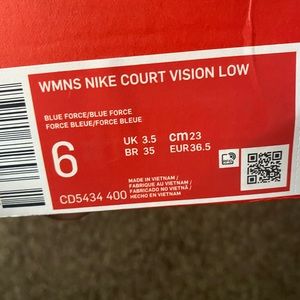 WMNS NIKE COURT VISION LOW
BLUE FORCE/BLUE FORCE
FORCE BLEUE/FORCE BLEUE
6
UK 3.5 cm 23
BR 35 EUR 36.5
CD5434 400
MADE IN VIETNAM /
FABRIQUÉ AU VIETNAM /
FABRICADO NO VIETNÃ /
HECHO EN VIETNAM